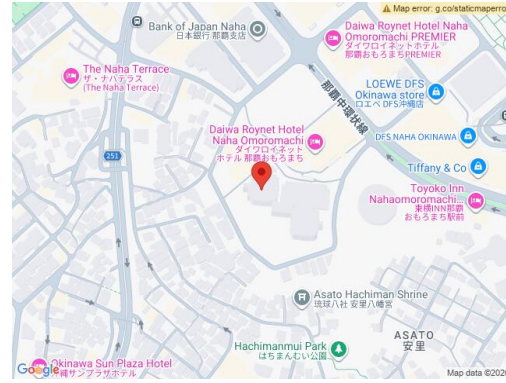 Map error: g.co/staticmaperro
Bank of Japan Naha
日本銀行 那覇支店
Daiwa Roynet Hotel Naha
Omoromachi PREMIER
ダイワロイネットホテル
那覇おもろまちPREMIER
The Naha Terrace
ザ・ナハテラス
(The Naha Terrace)
LOEWE DFS
Okinawa store
ロエベ DFS沖縄店
那覇中環状線
Daiwa Roynet Hotel
Naha Omoromachi
ダイワロイネット
ホテル 那覇おもろまち
DFS NAHA OKINAWA
251
Tiffany & Co
Toyoko Inn
Nahaomoromachi...
東横INN那覇
おもろまち駅前
Asato Hachiman Shrine
琉球八社 安里八幡宮
ASATO
安里
Hachimanmui Park
はちまんむい公園
Okinawa Sun Plaza Hotel
沖縄サンプラザホテル
Google
Map data ©2026